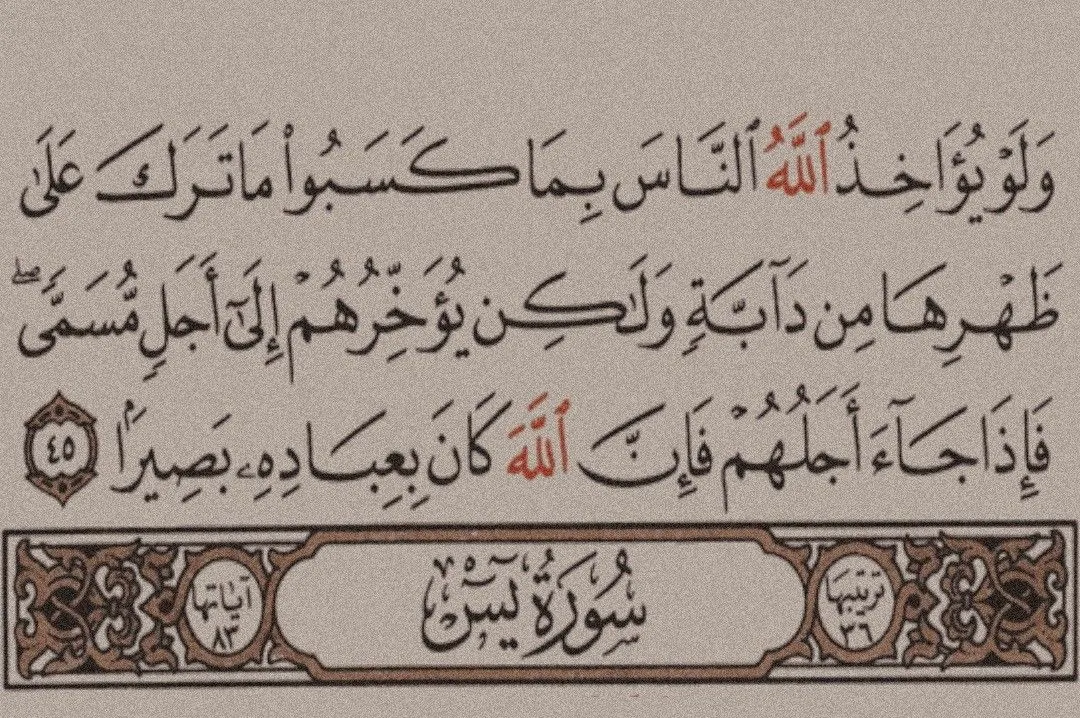 وَلَوْ يُؤَاخِذُ ٱللَّهُ ٱلنَّاسَ بِمَا كَسَبُوا۟ مَا تَرَكَ عَلَىٰ
ظَهْرِهَا مِن دَآبَّةٍ وَلَـٰكِن يُؤَخِّرُهُمْ إِلَىٰٓ أَجَلٍ مُّسَمًّى ۖ
فَإِذَا جَآءَ أَجَلُهُمْ فَإِنَّ ٱللَّهَ كَانَ بِعِبَادِهِۦ بَصِيرًۢا ٤٥
ترتيبها
٣٦
سُورَةُ يسٓ
آياتها
٨٣